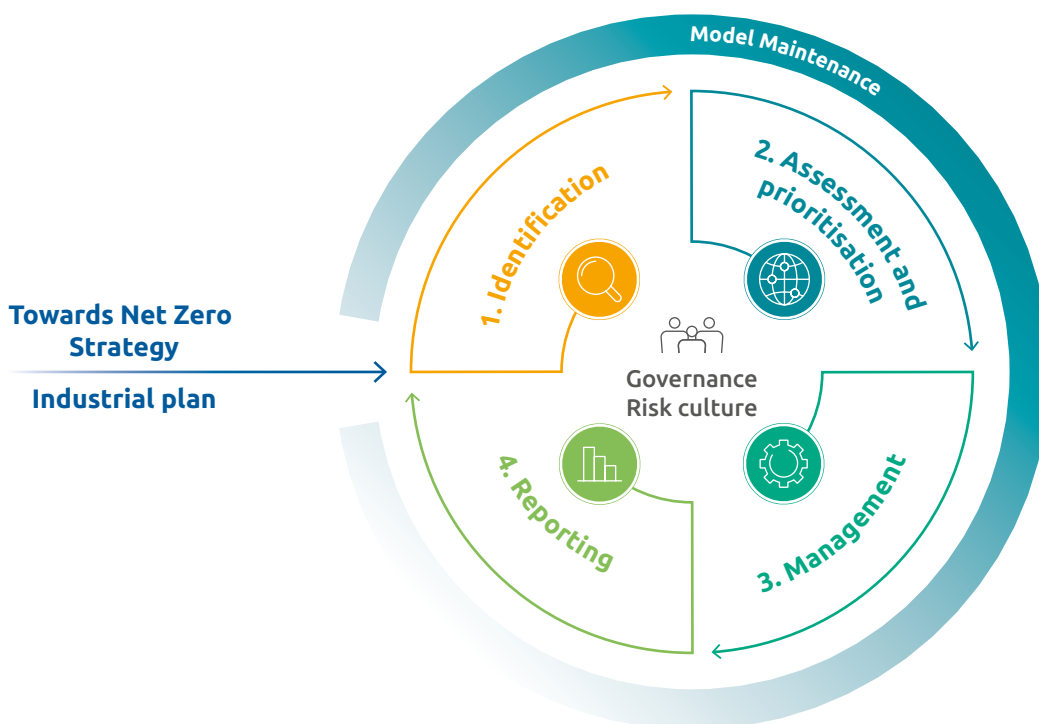 Model Maintenance
1. Identification
2. Assessment and
prioritisation
Towards Net Zero
Strategy
Industrial plan
Governance
Risk culture
4. Reporting
3. Management